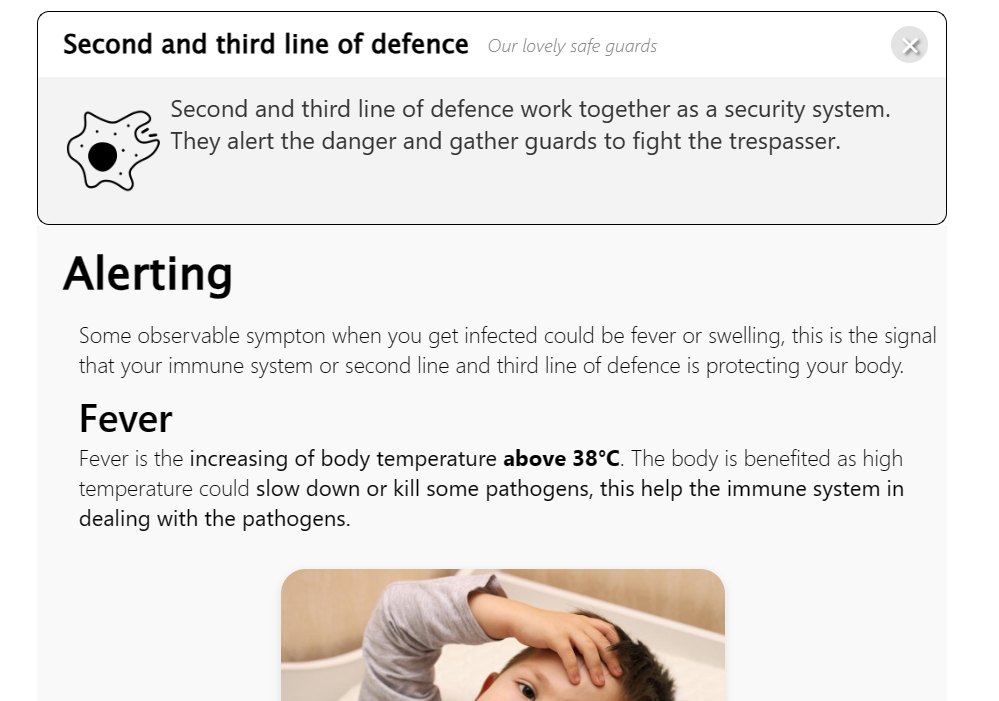 Second and third line of defence Our lovely safe guards
Second and third line of defence work together as a security system.
They alert the danger and gather guards to fight the trespasser.
Alerting
Some observable sympton when you get infected could be fever or swelling, this is the signal
that your immune system or second line and third line of defence is protecting your body.
Fever
Fever is the increasing of body temperature above 38°C. The body is benefited as high
temperature could slow down or kill some pathogens, this help the immune system in
dealing with the pathogens.